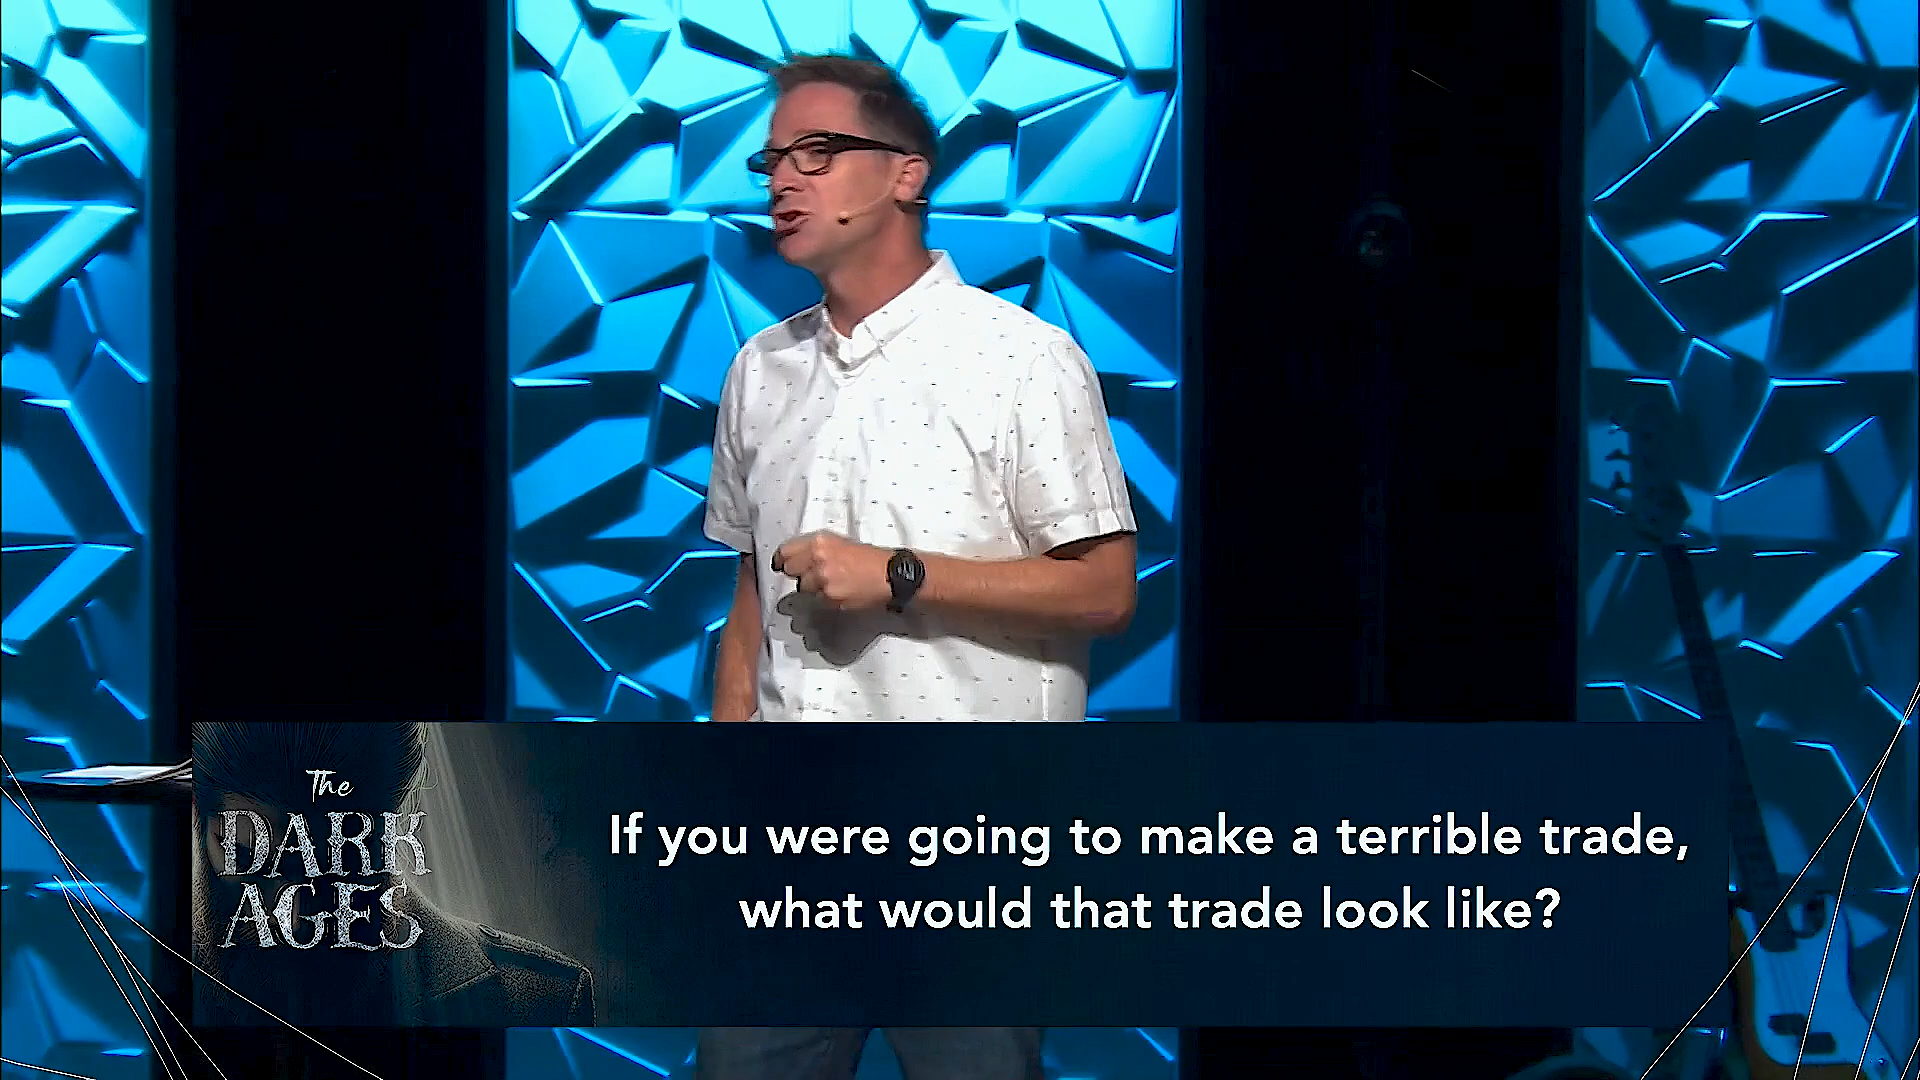 The
DARK
AGES
If you were going to make a terrible trade,
what would that trade look like?